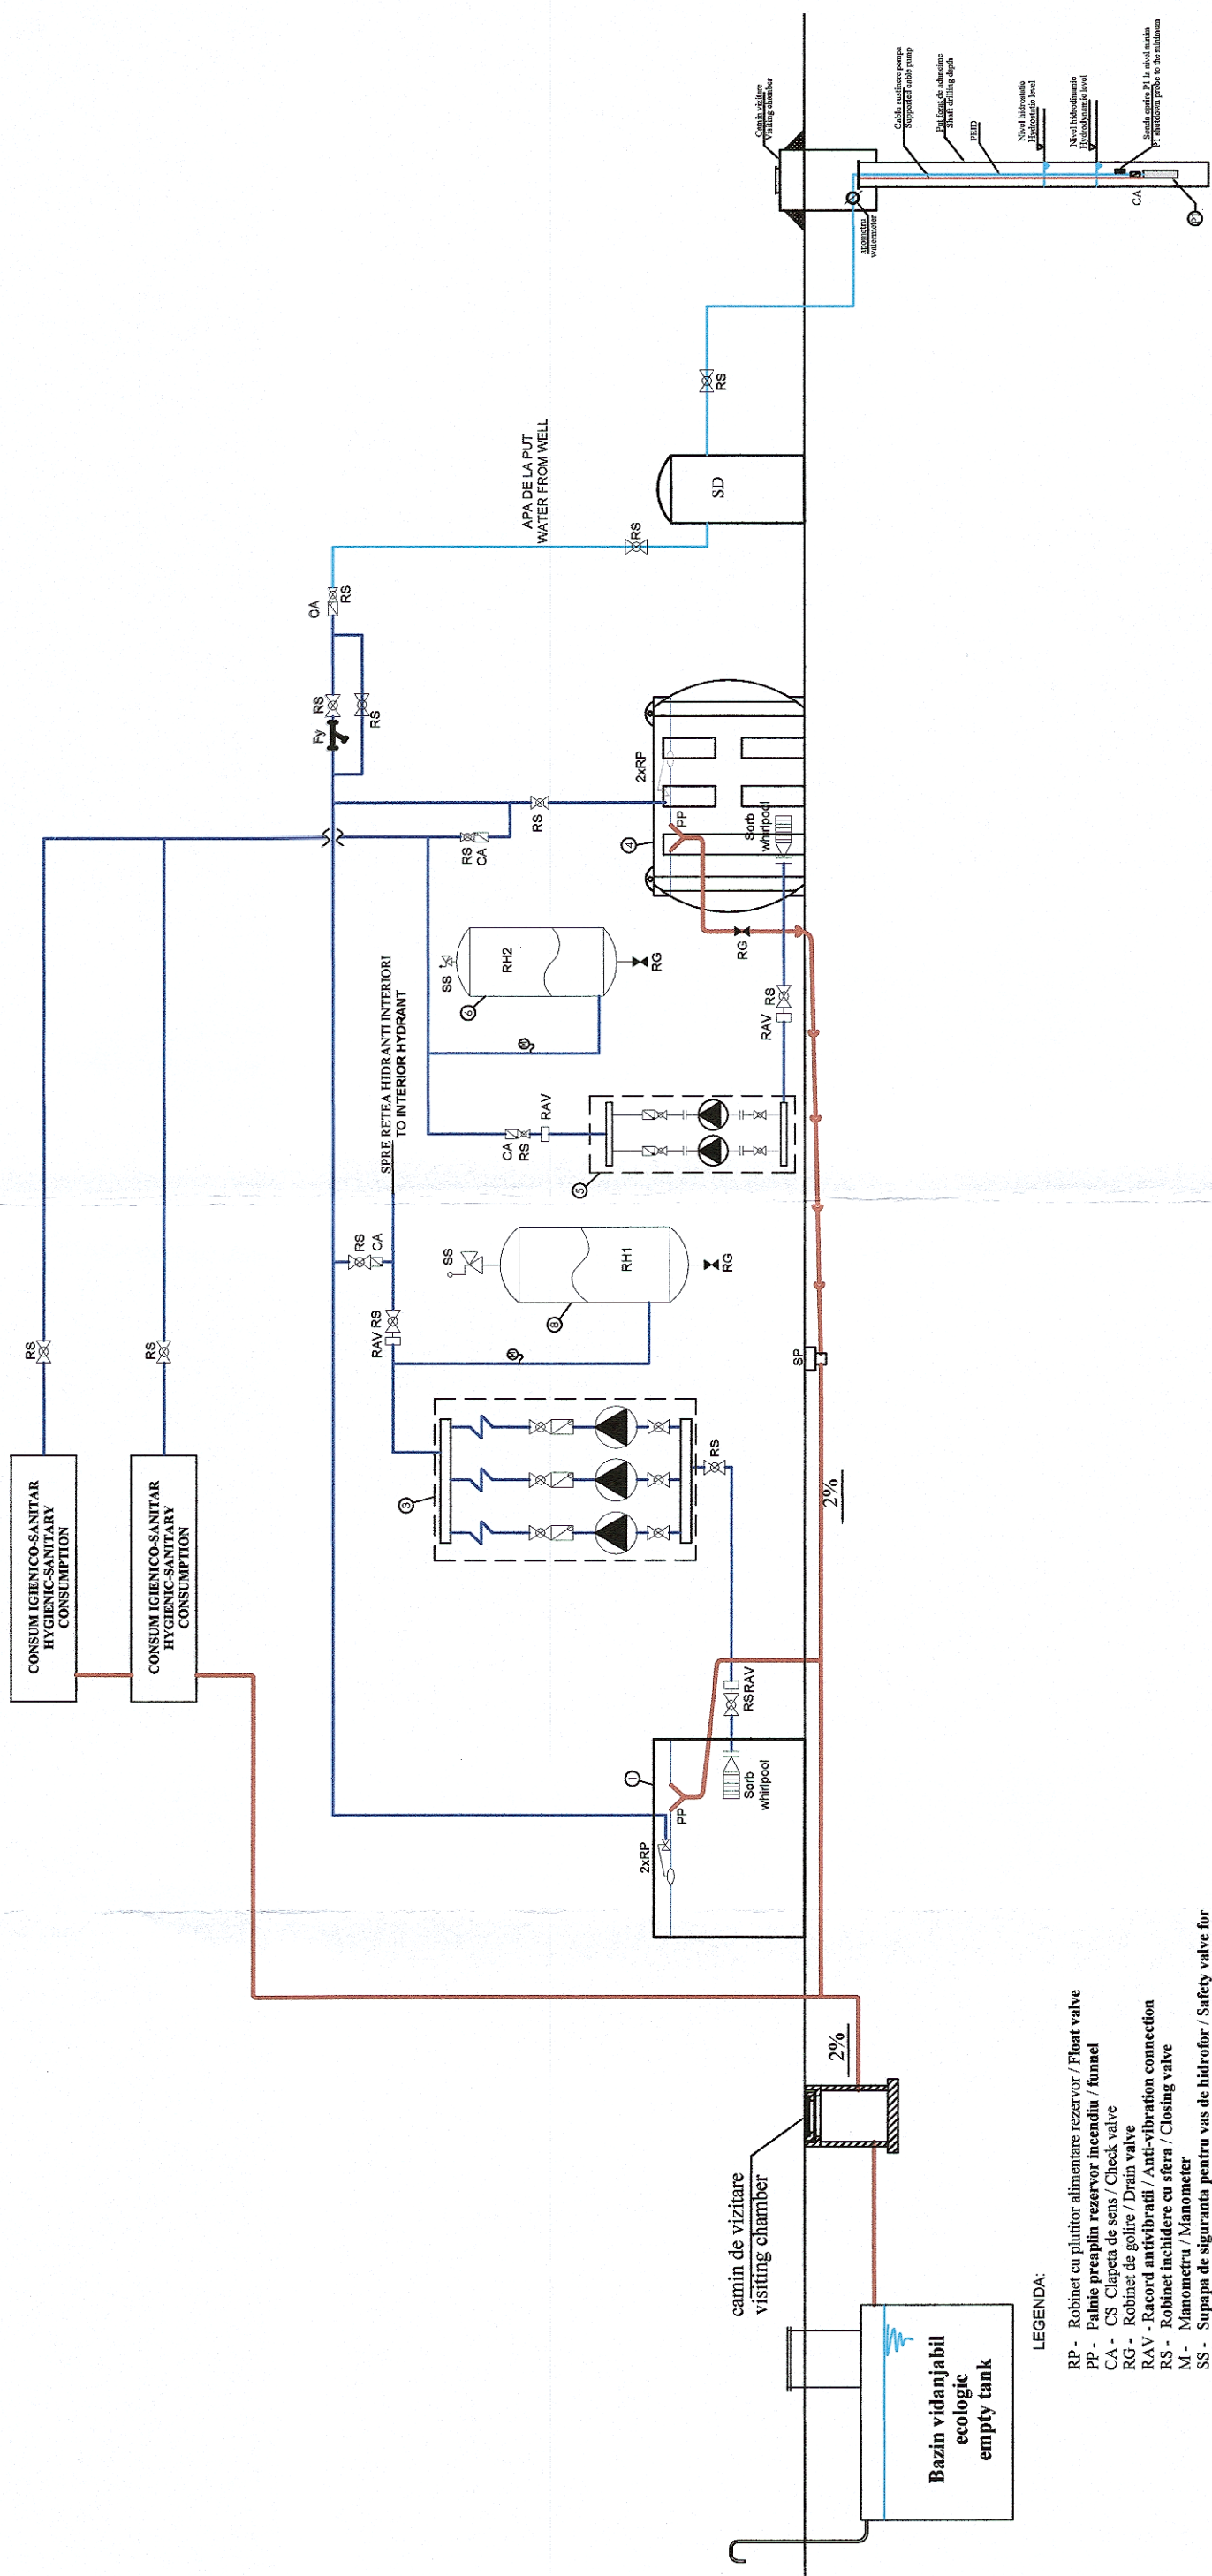 CONSUM IGIENICO-SANITAR
HYGIENIC-SANITARY
CONSUMPTION
RS
CONSUM IGIENICO-SANITAR
HYGIENIC-SANITARY
CONSUMPTION
RS
APA DE LA PUT
WATER FROM WELL
RS
SD
RS
CA
RS
RS
Fy
RS
RS
RS
CA
SPRE RETEA HIDRANTI INTERIORI
TO INTERIOR HYDRANT
RS
CA
RAV RS
SS
RH2
6
RG
M
CA
RS
RAV
5
SS
RH1
8
RG
M
3
RS
2xRP
PP
4
Sorb
whirlpool
RG
RAV RS
SP
2%
1
2xRP
PP
Sorb
whirlpool
RSRAV
2%
camin de vizitare
visiting chamber
Bazin vidanjabil
ecologic
empty tank
Camin vizitare
Visiting chamber
apometru
watermeter
Cablu sustinere pompa
Supported cable pump
Put forat de adancime
Shaft drilling depth
PEID
Nivel hidrostatic
Hydrostatic level
Nivel hidrodinamic
Hydrodynamic level
Sonda oprire P1 la nivel minim
P1 shutdown probe to the minimum
CA
P1
LEGENDA:
RP - Robinet cu plutitor alimentare rezervor / Float valve
PP - Palnie preaplin rezervor incendiu / funnel
CA - CS Clapeta de sens / Check valve
RG - Robinet de golire / Drain valve
RAV - Racord antivibratii / Anti-vibration connection
RS - Robinet inchidere cu sfera / Closing valve
M - Manometru / Manometer
SS - Supapa de siguranta pentru vas de hidrofor / Safety valve for